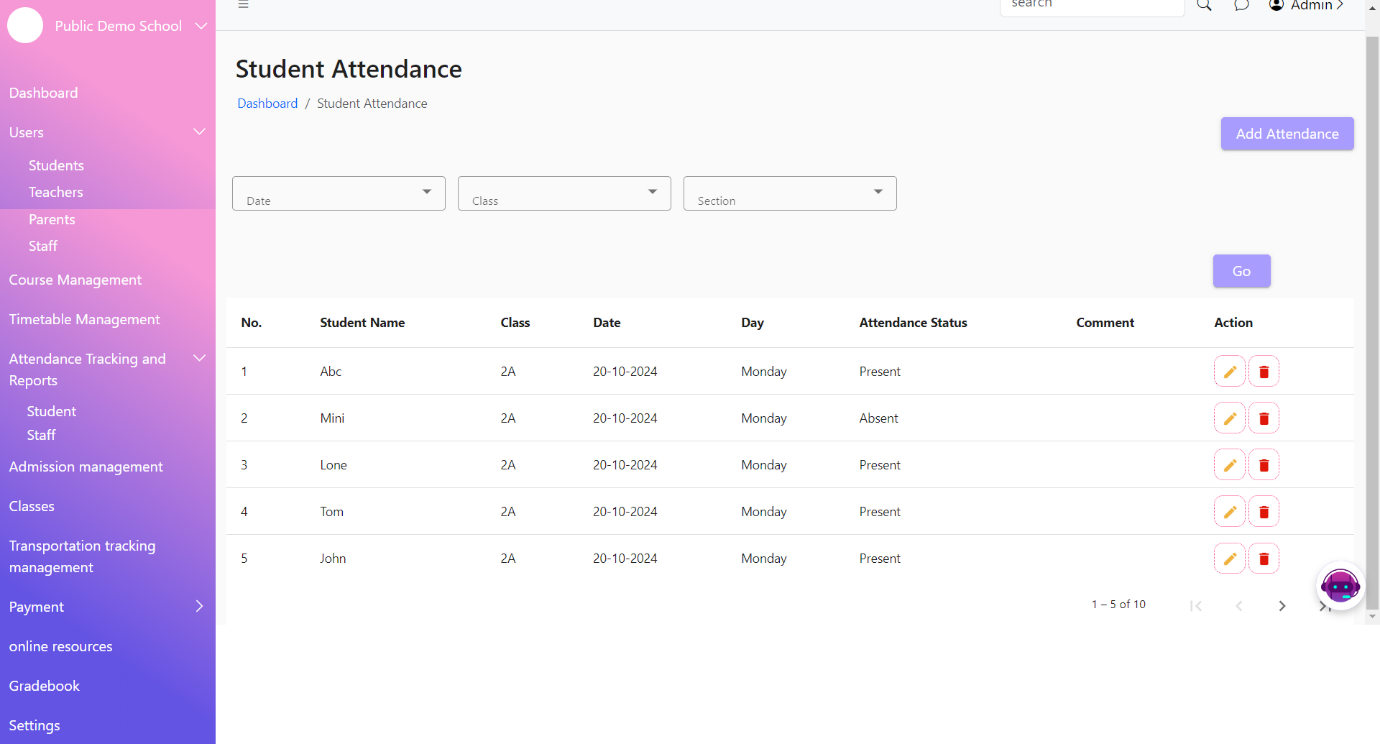 Public Demo School
search
Admin
Dashboard
Users
Students
Teachers
Parents
Staff
Course Management
Timetable Management
Attendance Tracking and
Reports
Student
Staff
Admission management
Classes
Transportation tracking
management
Payment
online resources
Gradebook
Settings
Student Attendance
Dashboard / Student Attendance
Add Attendance
Date Class Section
Go
No. Student Name Class Date Day Attendance Status Comment Action
1 Abc 2A 20-10-2024 Monday Present
2 Mini 2A 20-10-2024 Monday Absent
3 Lone 2A 20-10-2024 Monday Present
4 Tom 2A 20-10-2024 Monday Present
5 John 2A 20-10-2024 Monday Present
1 – 5 of 10